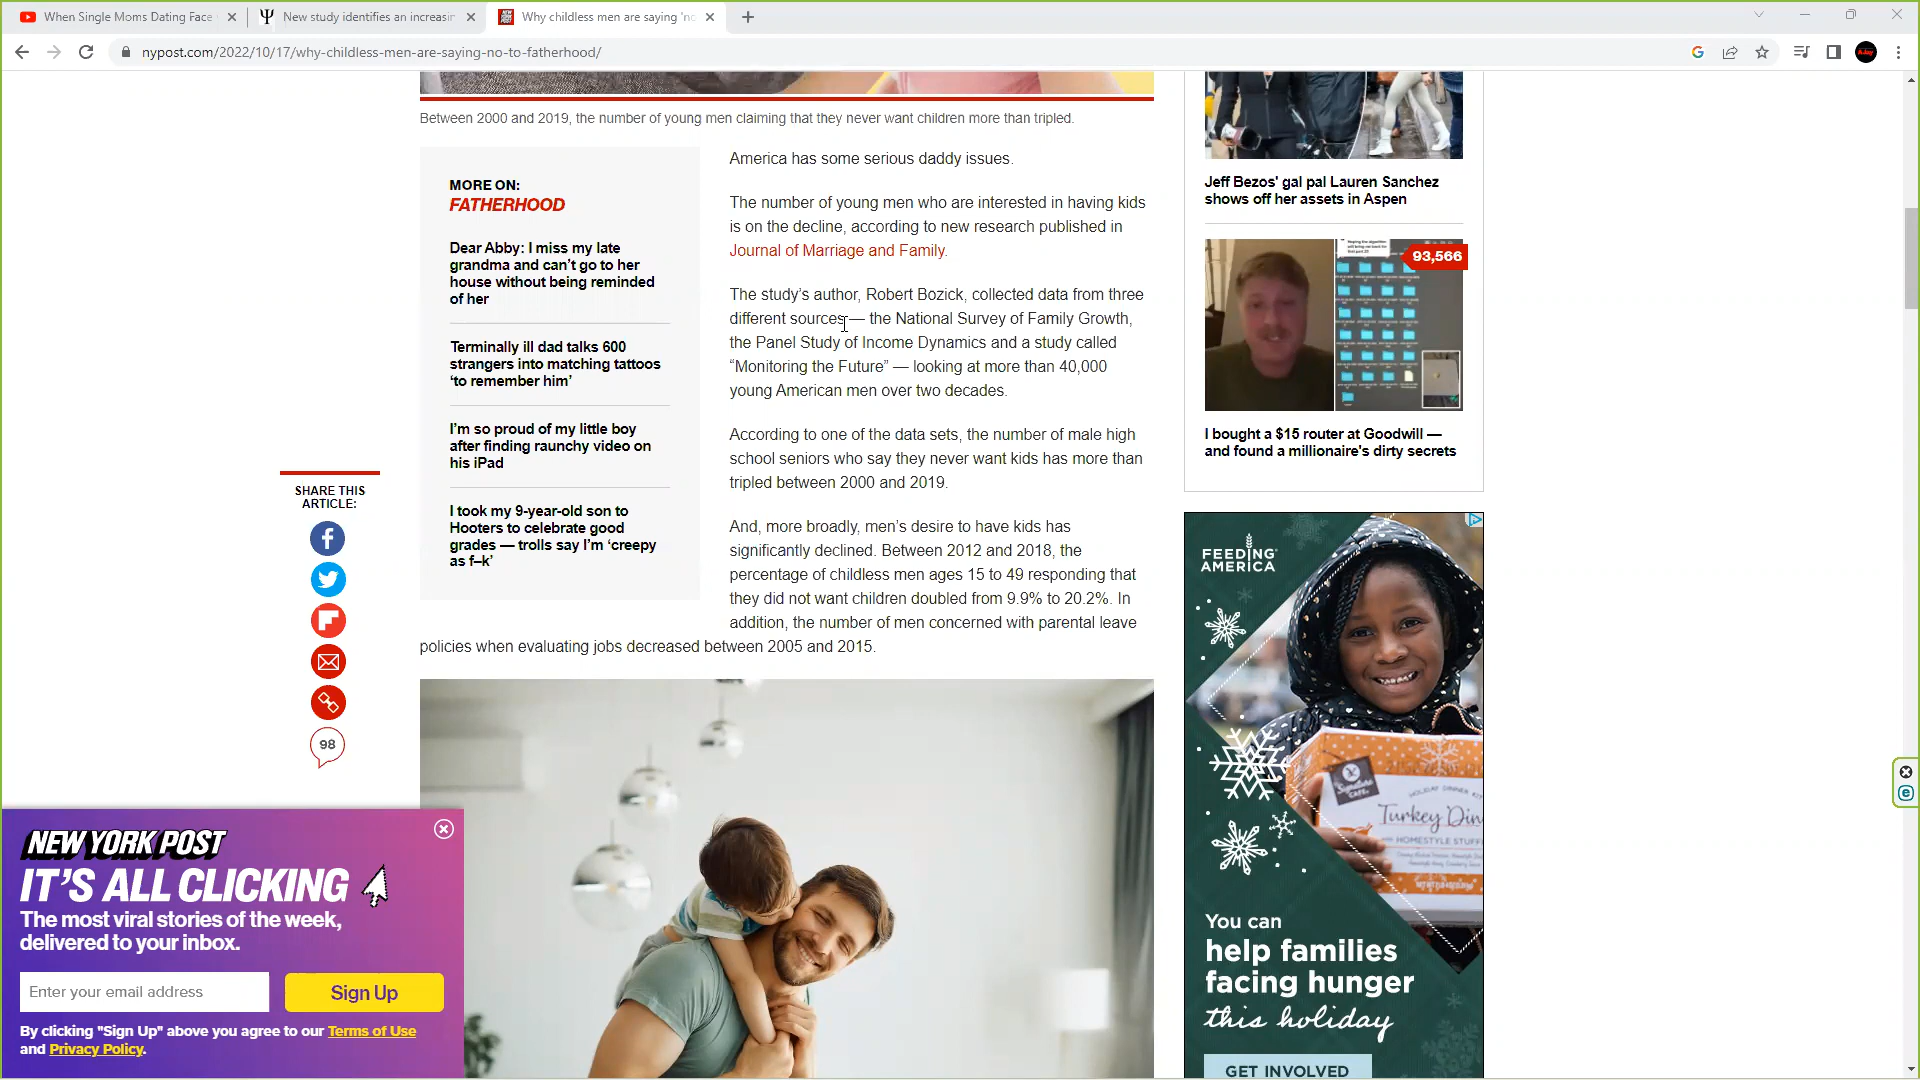 When Single Moms Dating Face
New study identifies an increasin
Why childless men are saying 'no
nypost.com/2022/10/17/why-childless-men-are-saying-no-to-fatherhood/
Between 2000 and 2019, the number of young men claiming that they never want children more than tripled.
MORE ON:
FATHERHOOD
Dear Abby: I miss my late
grandma and can't go to her
house without being reminded
of her
Terminally ill dad talks 600
strangers into matching tattoos
'to remember him'
I'm so proud of my little boy
after finding raunchy video on
his iPad
I took my 9-year-old son to
Hooters to celebrate good
grades — trolls say I'm 'creepy
as f–k'
America has some serious daddy issues.
The number of young men who are interested in having kids
is on the decline, according to new research published in
Journal of Marriage and Family.
The study's author, Robert Bozick, collected data from three
different sources — the National Survey of Family Growth,
the Panel Study of Income Dynamics and a study called
“Monitoring the Future” — looking at more than 40,000
young American men over two decades.
According to one of the data sets, the number of male high
school seniors who say they never want kids has more than
tripled between 2000 and 2019.
And, more broadly, men's desire to have kids has
significantly declined. Between 2012 and 2018, the
percentage of childless men ages 15 to 49 responding that
they did not want children doubled from 9.9% to 20.2%. In
addition, the number of men concerned with parental leave
policies when evaluating jobs decreased between 2005 and 2015.
SHARE THIS
ARTICLE:
98
NEW YORK POST
IT'S ALL CLICKING
The most viral stories of the week,
delivered to your inbox.
Enter your email address
Sign Up
By clicking "Sign Up" above you agree to our Terms of Use
and Privacy Policy.
Jeff Bezos' gal pal Lauren Sanchez
shows off her assets in Aspen
93,566
I bought a $15 router at Goodwill —
and found a millionaire's dirty secrets
FEEDING
AMERICA
HOLIDAY DINNER
Turkey Din
HOMESTYLE STUFF
You can
help families
facing hunger
this holiday
GET INVOLVED